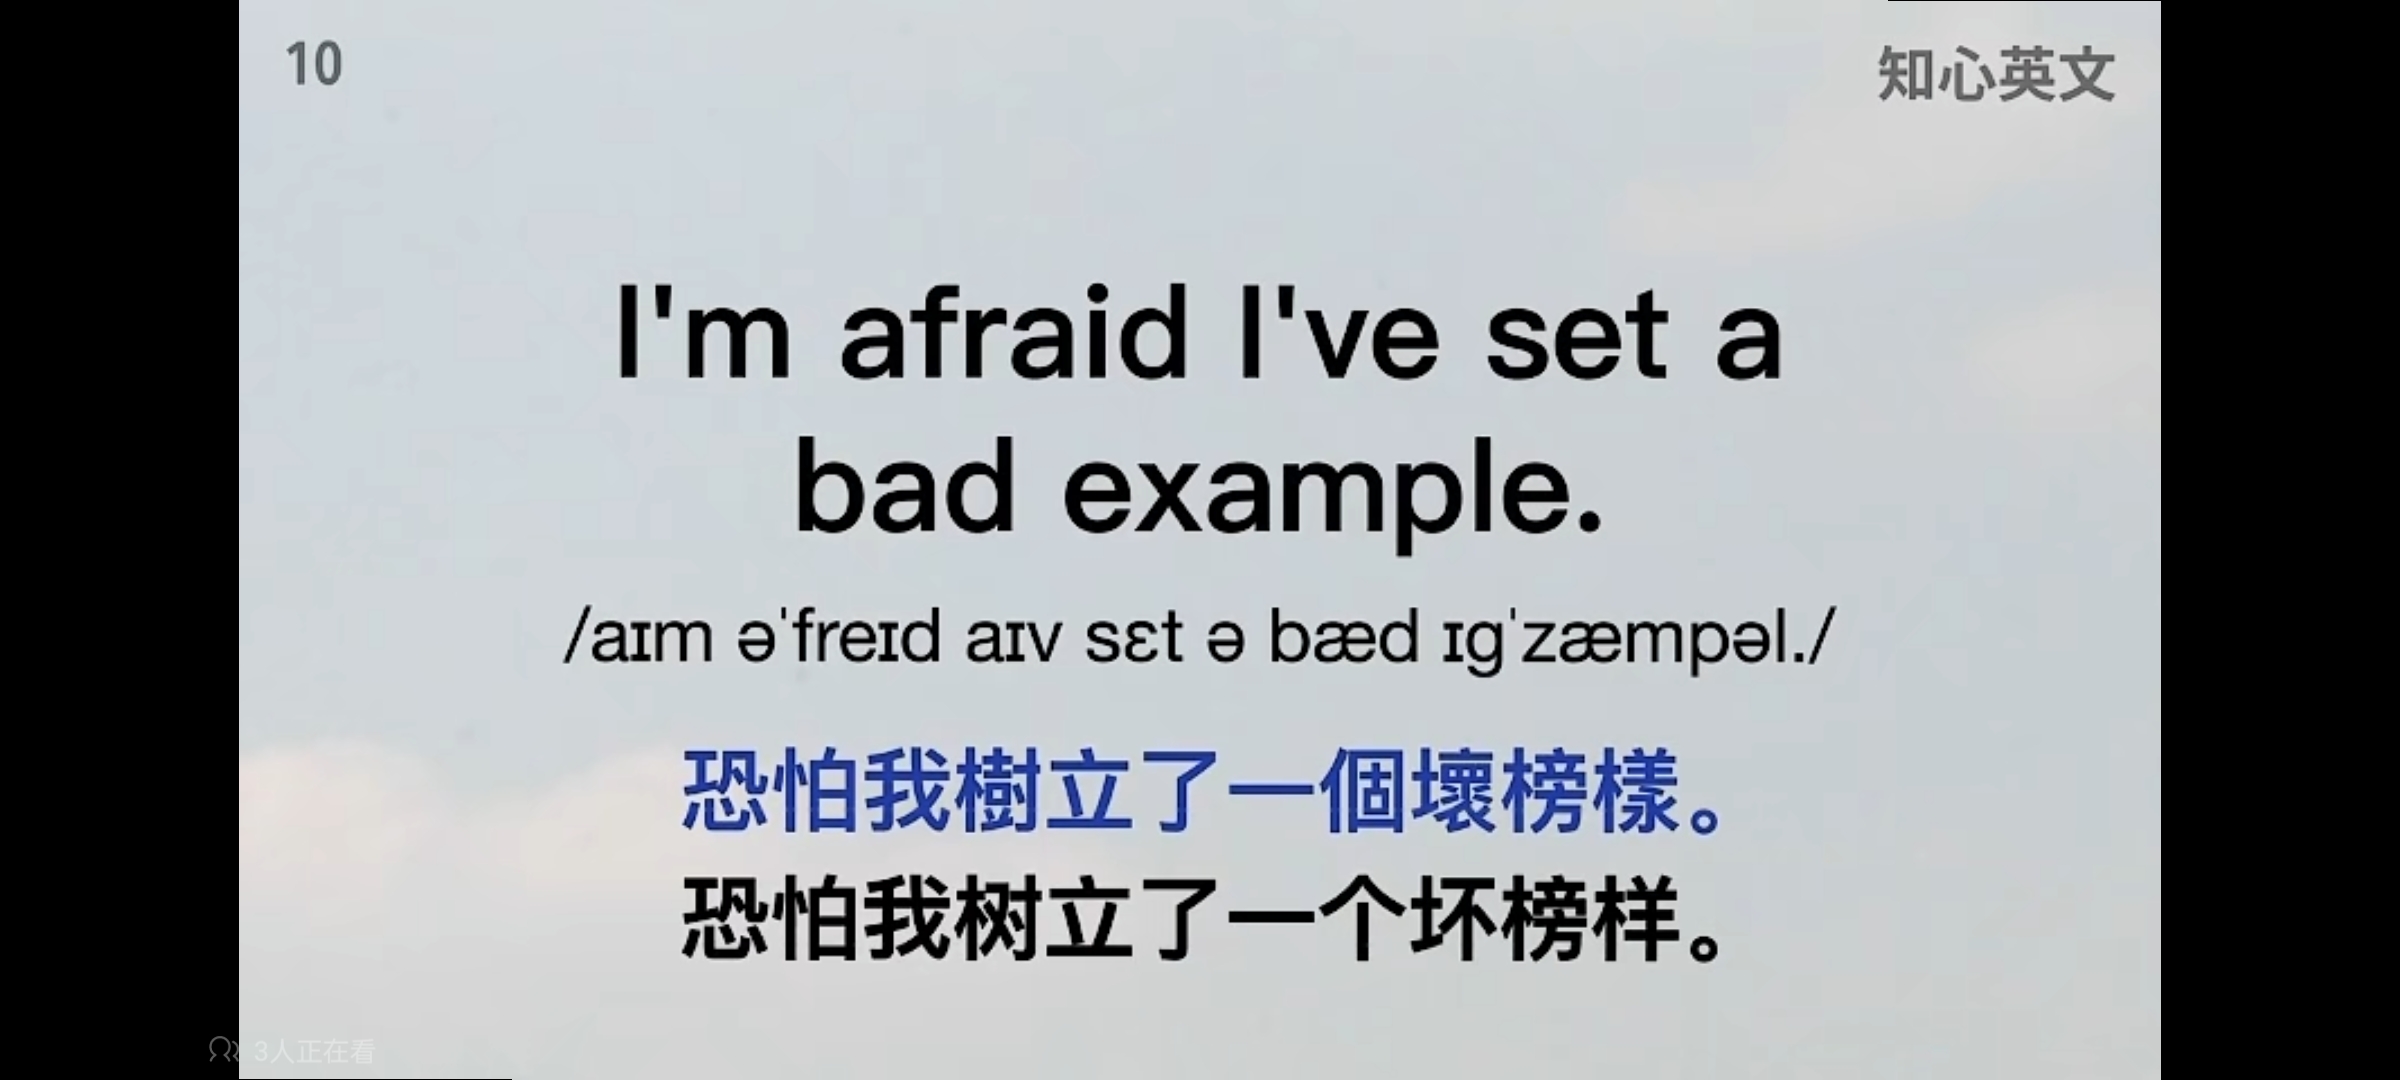 10
知心英文
I'm afraid I've set a
bad example.
/aɪm əˈfreɪd aɪv sɛt ə bæd ɪgˈzæmpəl./
恐怕我樹立了一個壞榜樣。
恐怕我树立了一个坏榜样。
3人正在看